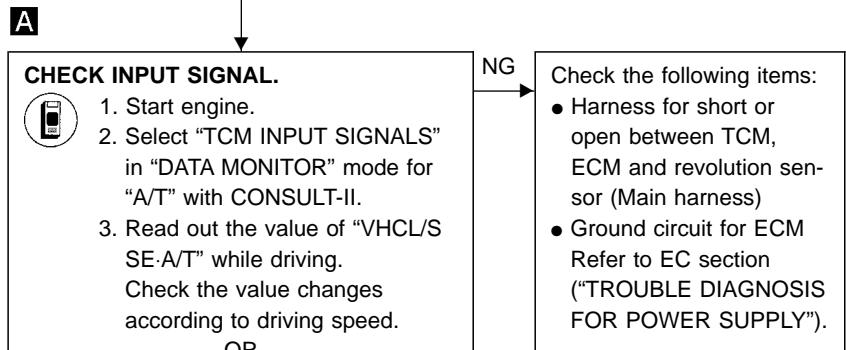 A
CHECK INPUT SIGNAL.
1. Start engine.
2. Select “TCM INPUT SIGNALS”
in “DATA MONITOR” mode for
“A/T” with CONSULT-II.
3. Read out the value of “VHCL/S
SE·A/T” while driving.
Check the value changes
according to driving speed.
OR
NG
Check the following items:
● Harness for short or
open between TCM,
ECM and revolution sen-
sor (Main harness)
● Ground circuit for ECM
Refer to EC section
(“TROUBLE DIAGNOSIS
FOR POWER SUPPLY”).